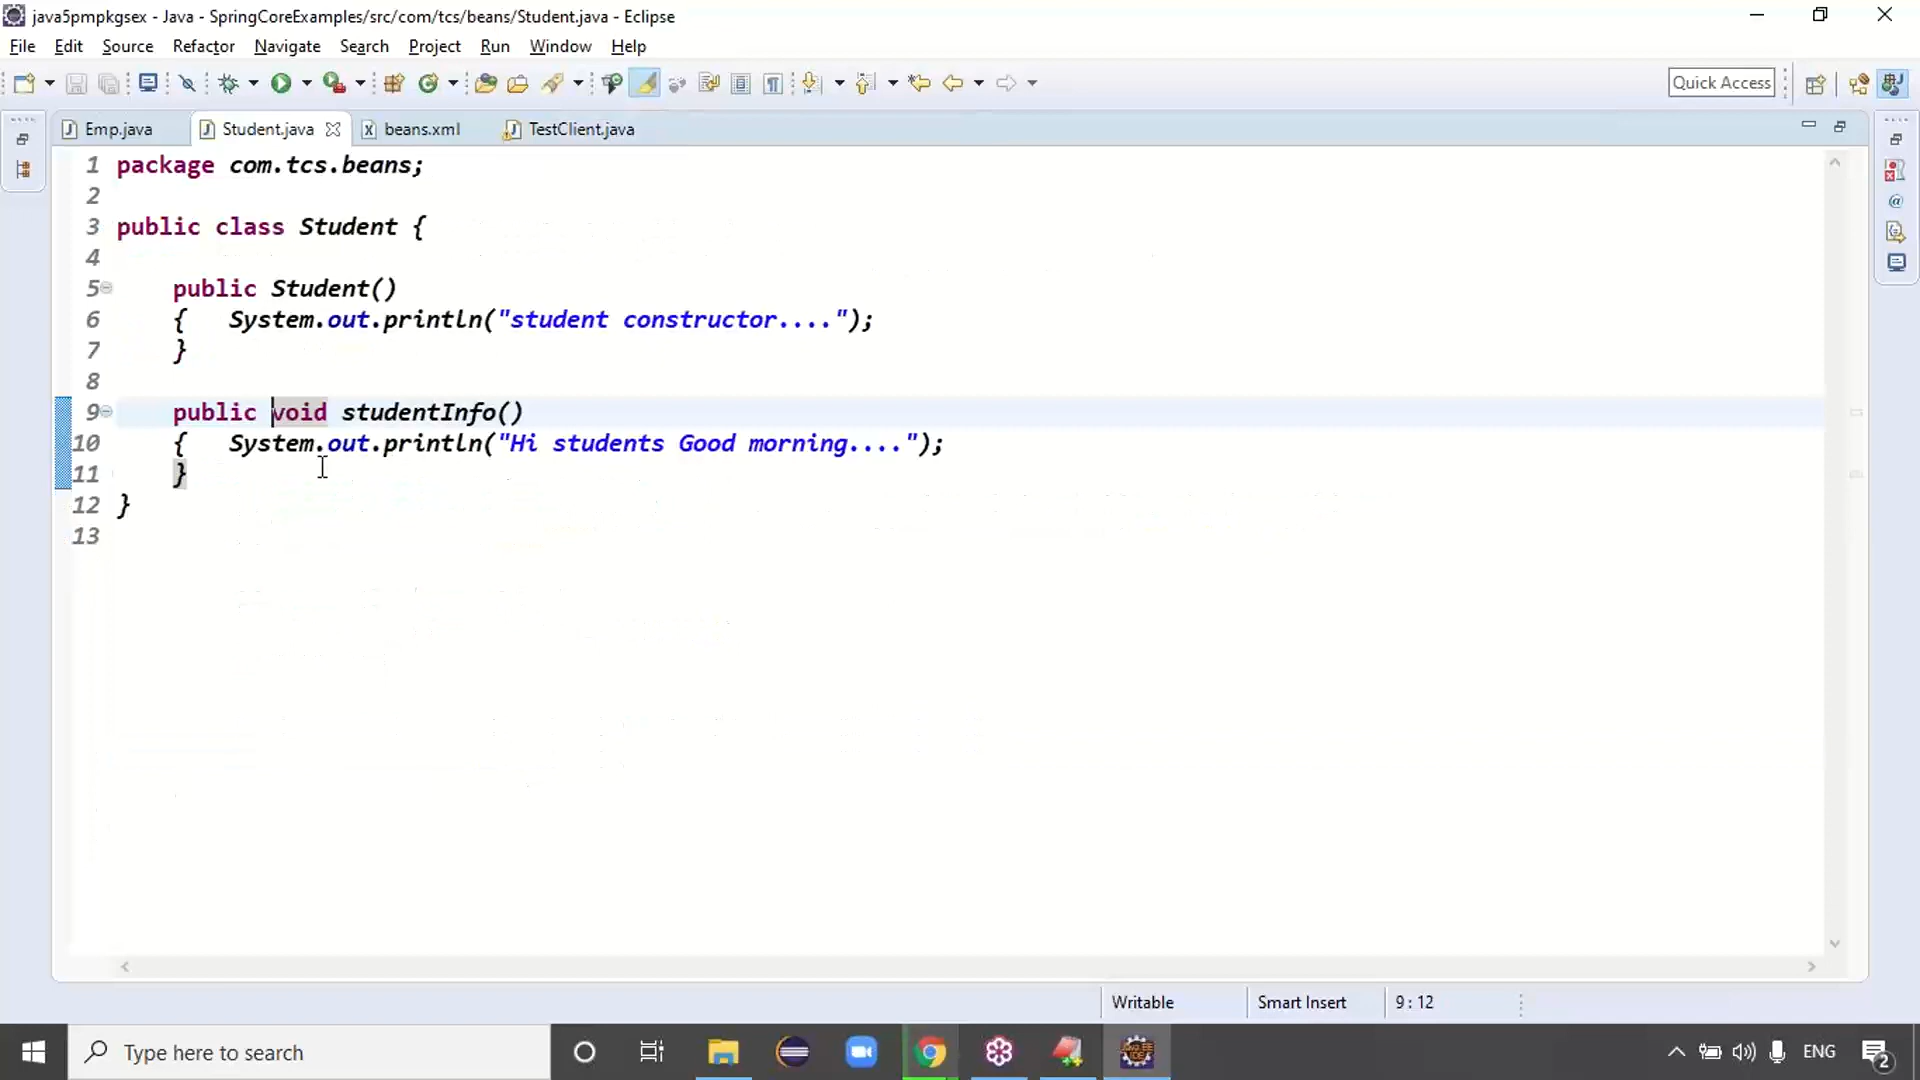 java5pmpkgsex - Java - SpringCoreExamples/src/com/tcs/beans/Student.java - Eclipse
File Edit Source Refactor Navigate Search Project Run Window Help
Quick Access
Emp.java Student.java beans.xml TestClient.java
1 package com.tcs.beans;
2
3 public class Student {
4
5 public Student()
6 { System.out.println("student constructor....");
7 }
8
9 public void studentInfo()
10 { System.out.println("Hi students Good morning....");
11 }
12 }
13
Writable Smart Insert 9 : 12
Type here to search
ENG
2